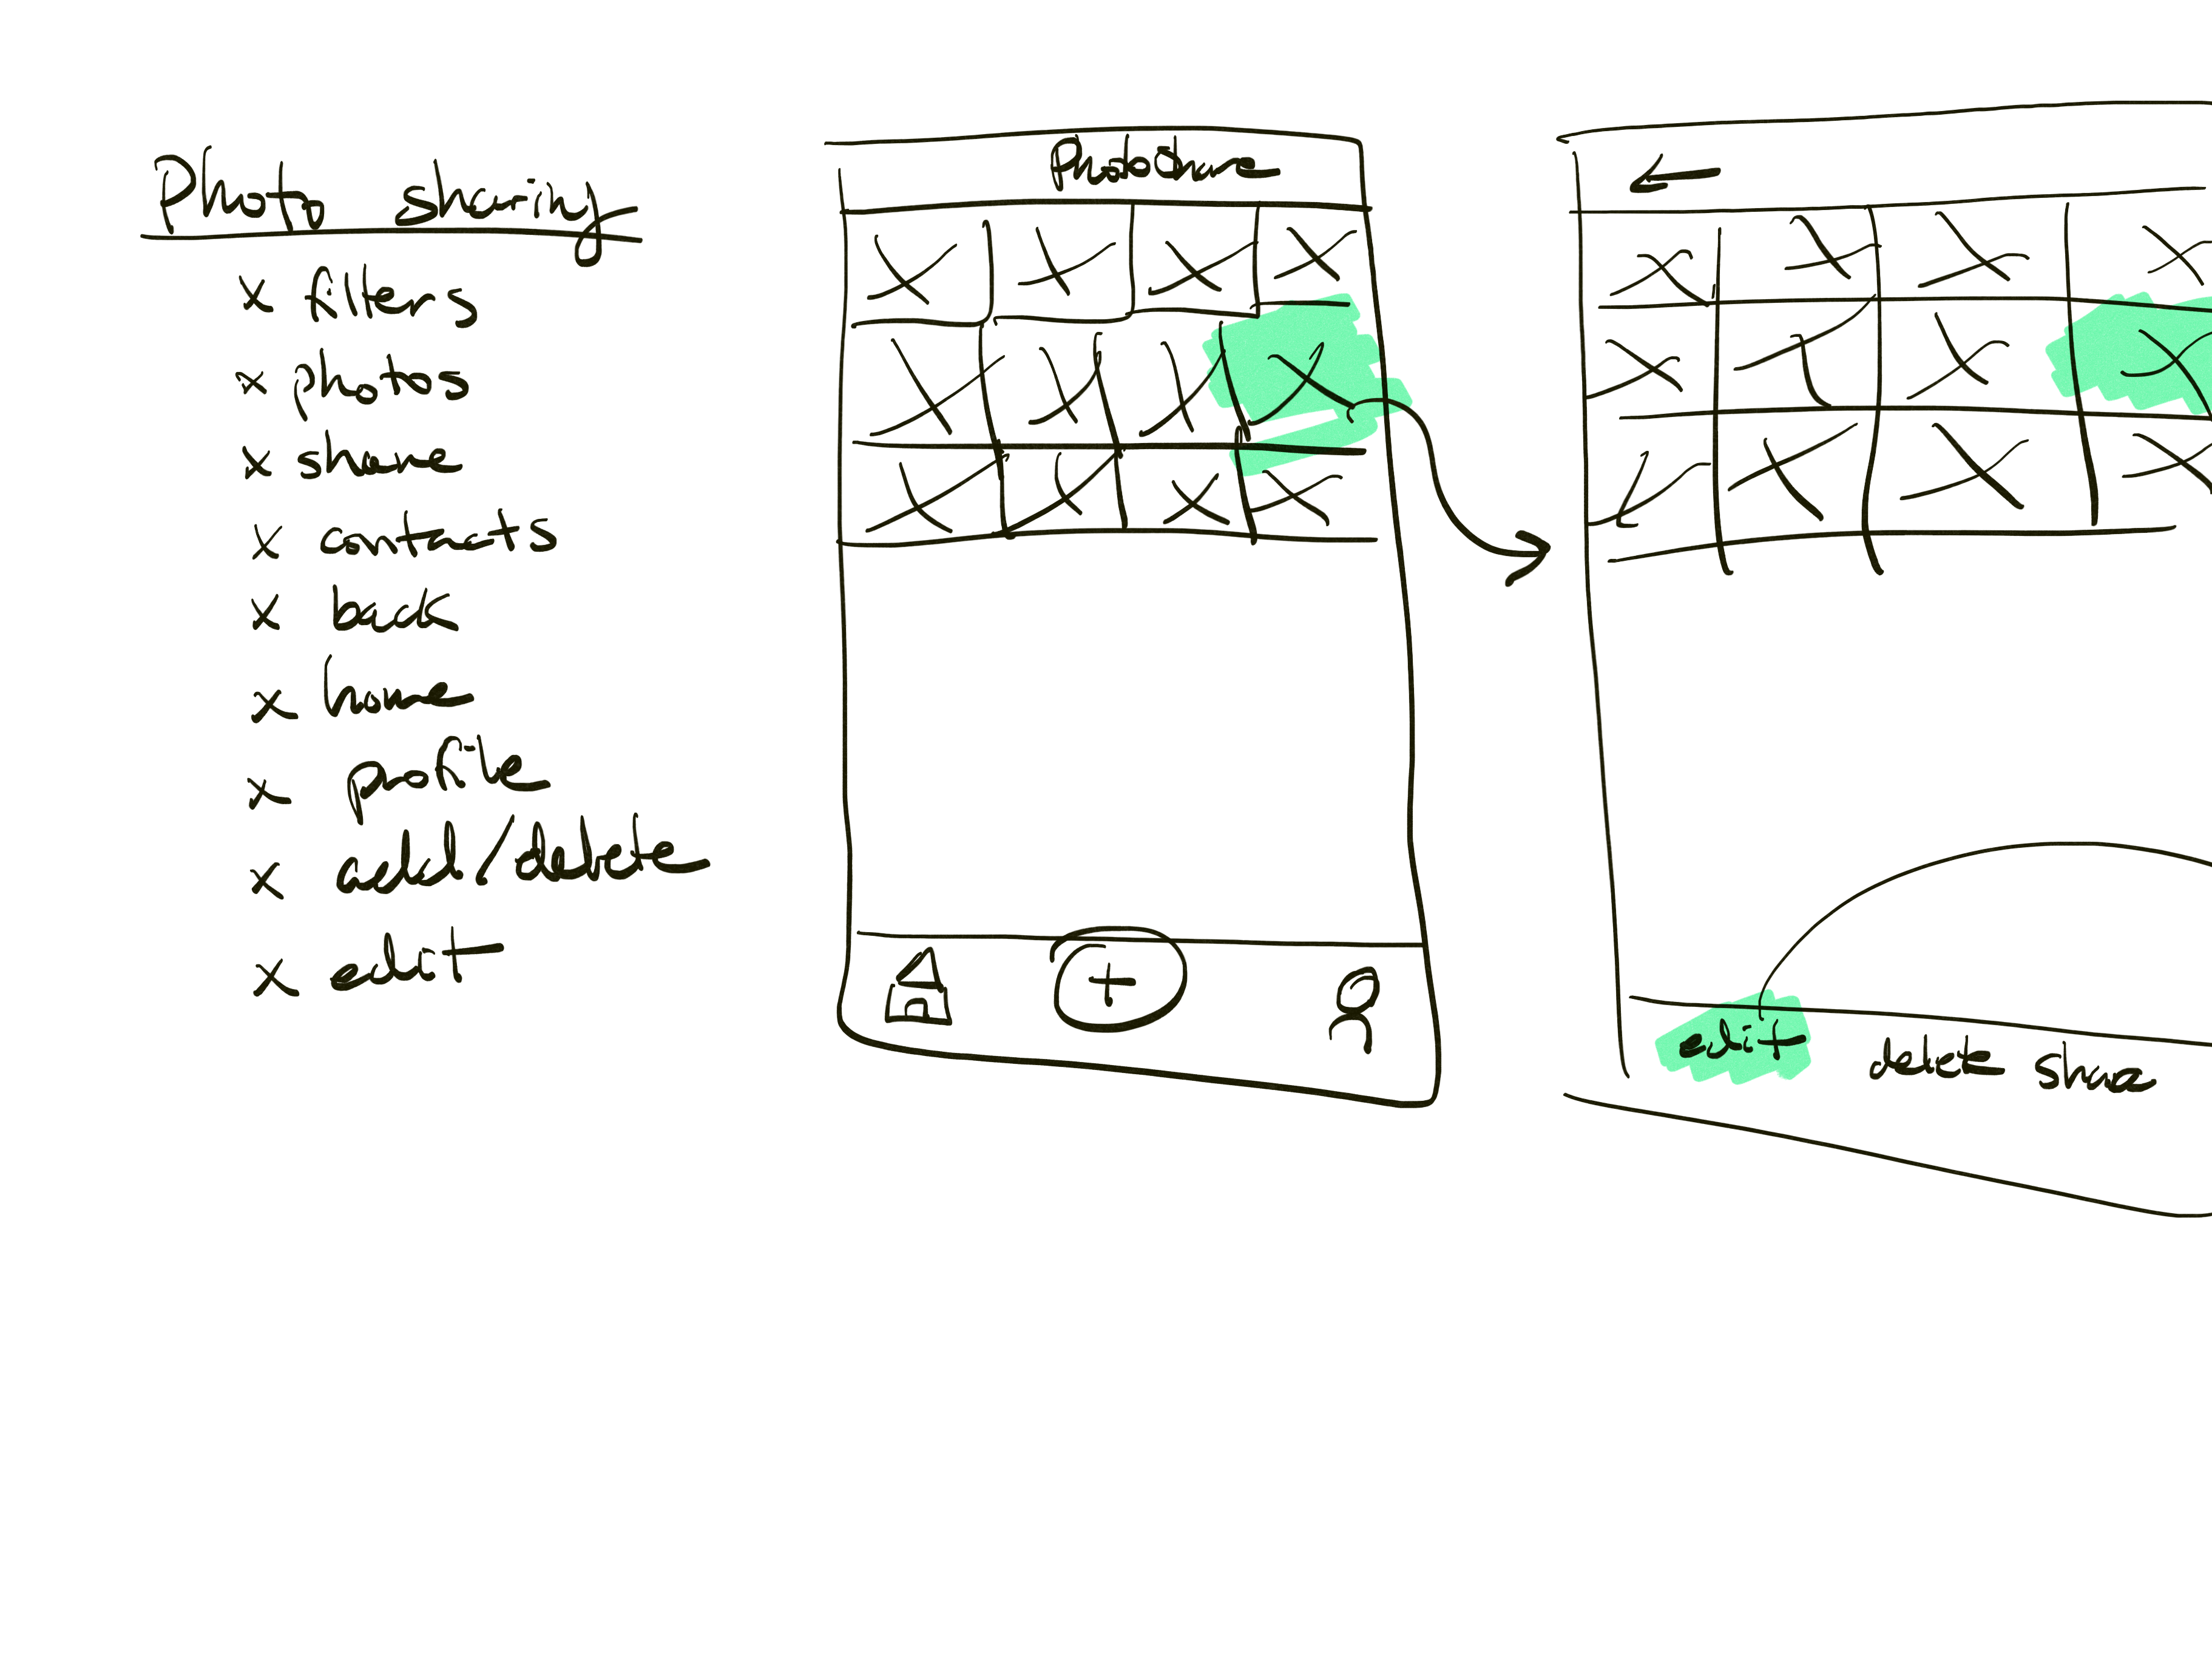 Photo sharing
x filters
x photos
x share
x contacts
x back
x home
x profile
x add/delete
x edit
PhotoShare
edit delete share